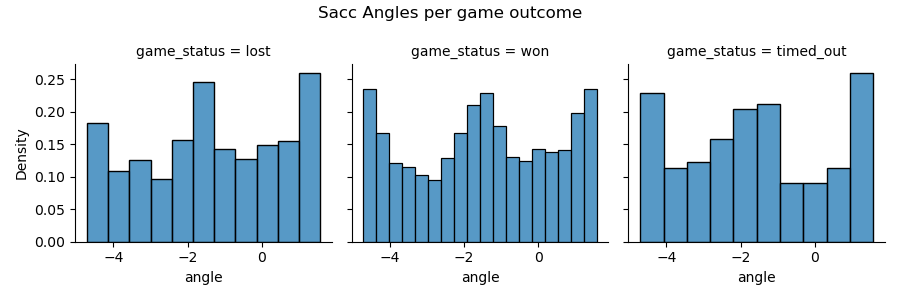 Sacc Angles per game outcome
game_status = lost
game_status = won
game_status = timed_out
Density
0.25
0.20
0.15
0.10
0.05
0.00
−4 −2 0
−4 −2 0
−4 −2 0
angle
angle
angle